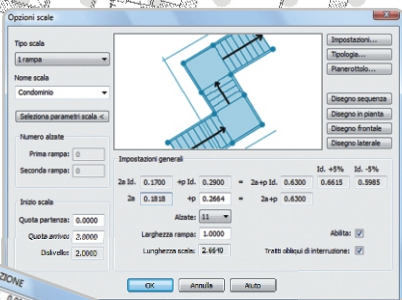 Opzioni scale
Tipo scala
1 rampa
Nome scala
Condominio
Seleziona parametri scala <
Numero alzate
Prima rampa: 0
Seconda rampa: 0
Inizio scala
Quota partenza: 0.0000
Quota arrivo: 2.0000
Dislivello: 2.0000
Impostazioni...
Tipologia...
Pianerottolo...
Disegno sequenza
Disegno in pianta
Disegno frontale
Disegno laterale
Impostazioni generali
Id. +5% Id. -5%
2a Id. 0.1700 +p Id. 0.2900 = 2a+p Id. 0.6300 0.6615 0.5985
2a 0.1818 +p 0.2664 = 2a+p 0.6300
Alzate: 11
Larghezza rampa: 1.0000 Abilita:
Lunghezza scala: 2.6640 Tratti obliqui di interruzione:
OK Annulla Aiuto
ZIONE